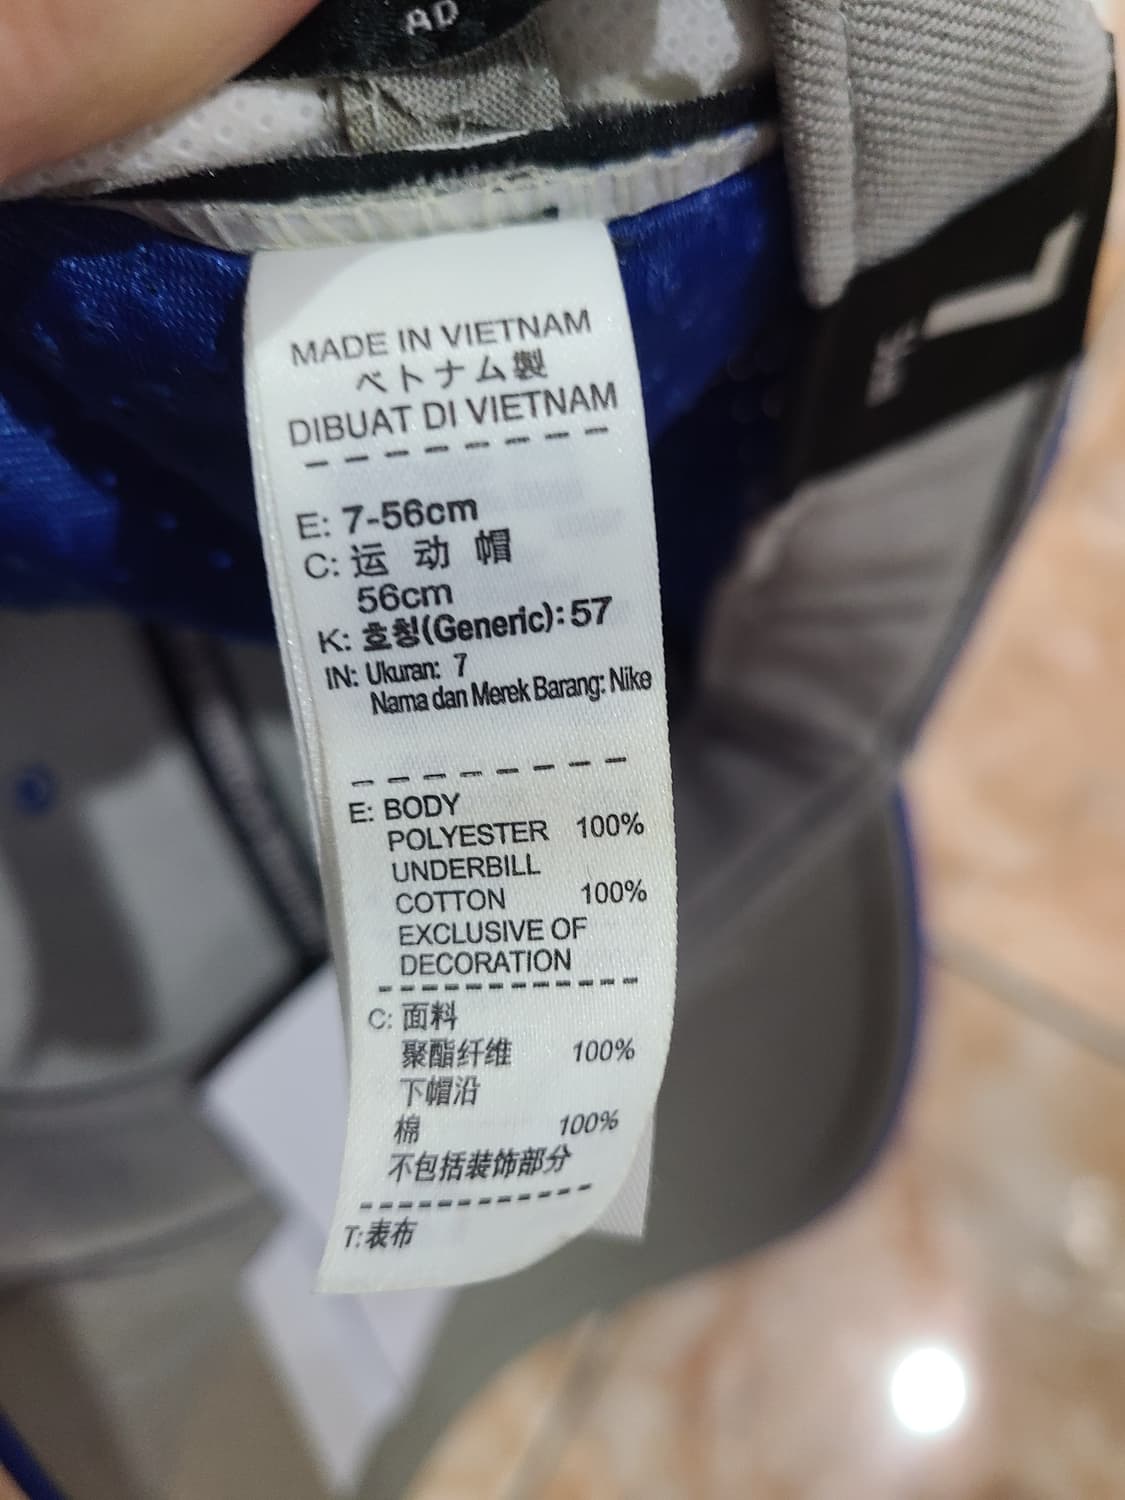 AD
MADE IN VIETNAM
ベトナム製
DIBUAT DI VIETNAM
E: 7-56cm
C: 运 动 帽
56cm
K: 호칭(Generic): 57
IN: Ukuran: 7
Nama dan Merek Barang: Nike
E: BODY
POLYESTER 100%
UNDERBILL
COTTON 100%
EXCLUSIVE OF
DECORATION
C: 面料
聚酯纤维 100%
下帽沿
棉 100%
不包括装饰部分
T:表布